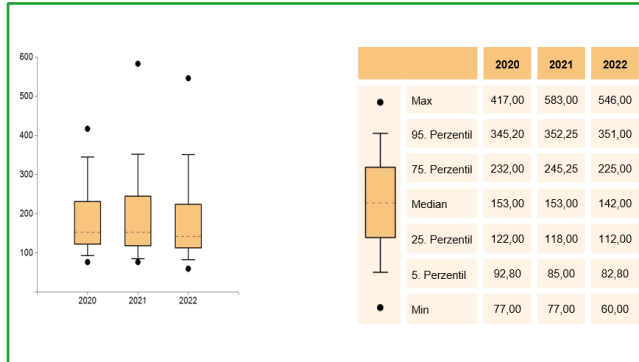 600
500
400
300
200
100
2020 2021 2022
2020 2021 2022
Max 417,00 583,00 546,00
95. Perzentil 345,20 352,25 351,00
75. Perzentil 232,00 245,25 225,00
Median 153,00 153,00 142,00
25. Perzentil 122,00 118,00 112,00
5. Perzentil 92,80 85,00 82,80
Min 77,00 77,00 60,00